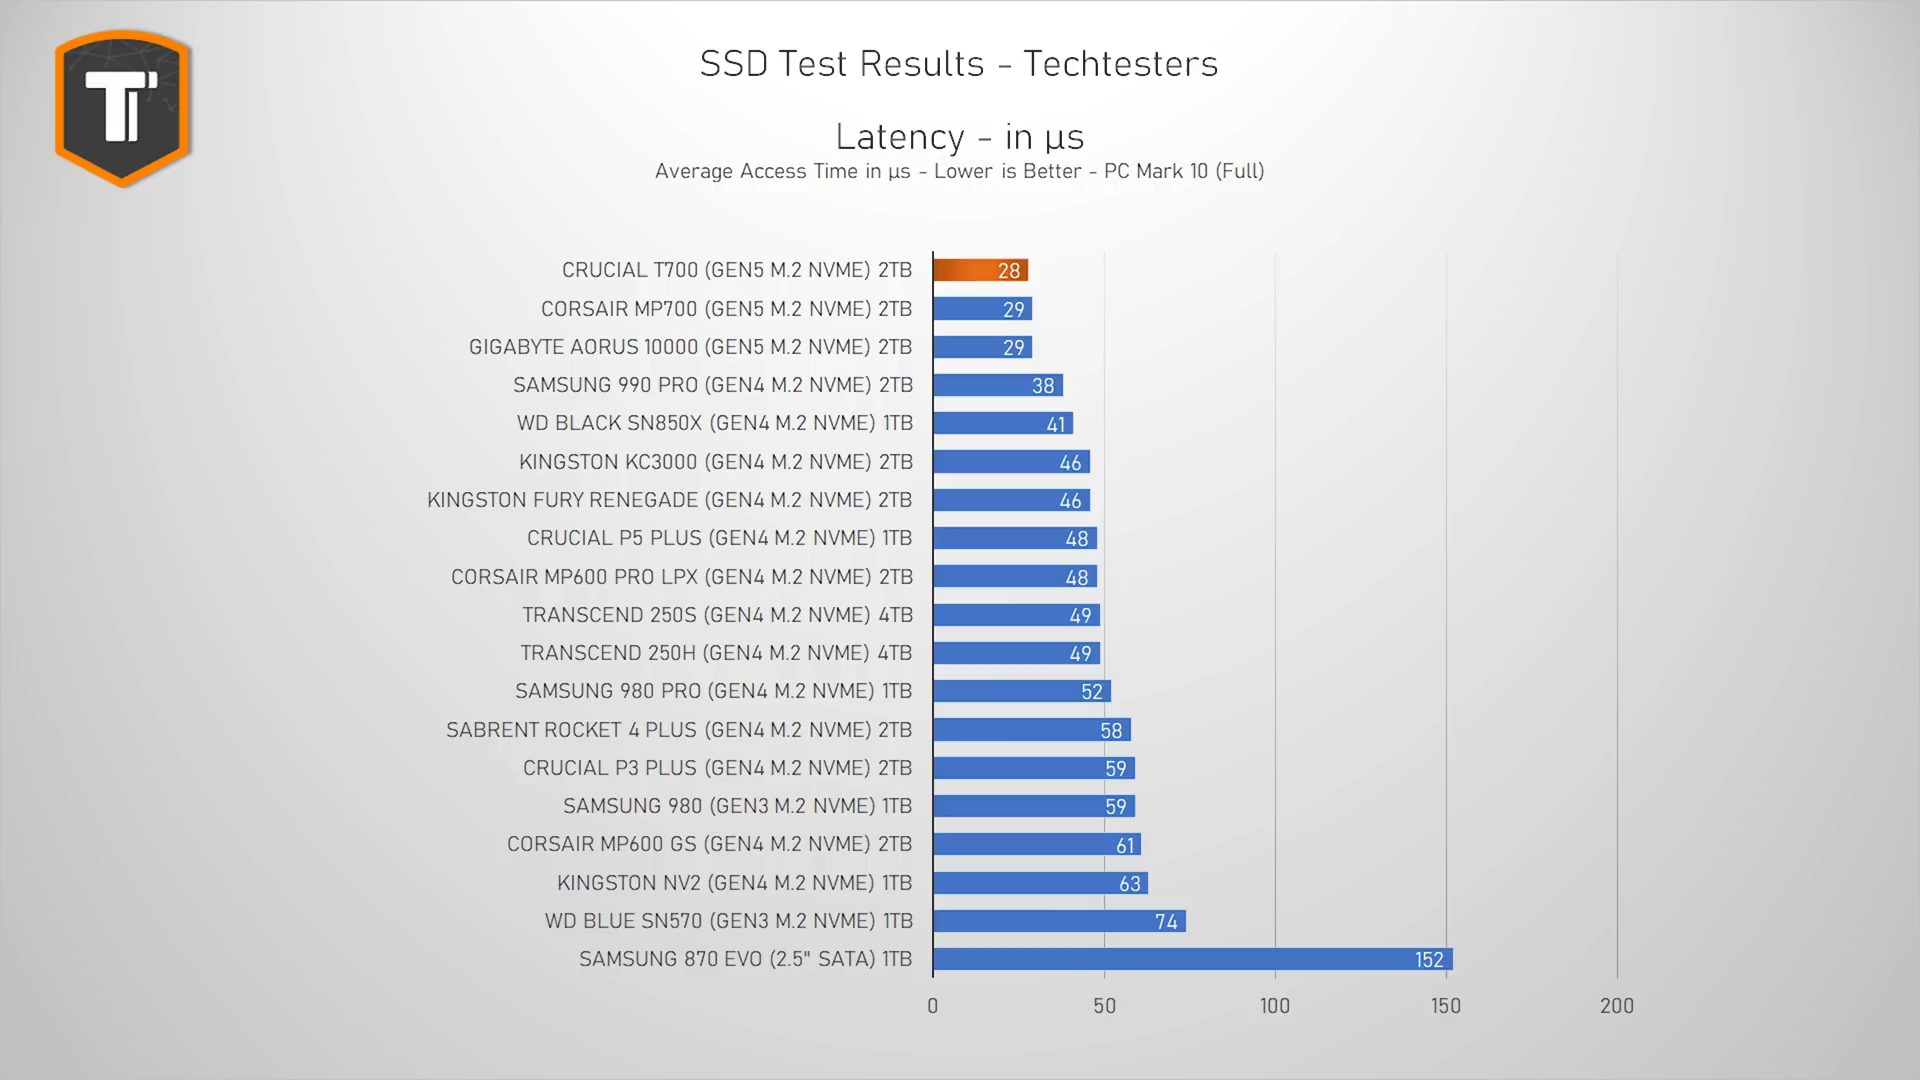 T
SSD Test Results - Techtesters
Latency - in µs
Average Access Time in µs - Lower is Better - PC Mark 10 (Full)
CRUCIAL T700 (GEN5 M.2 NVME) 2TB 28
CORSAIR MP700 (GEN5 M.2 NVME) 2TB 29
GIGABYTE AORUS 10000 (GEN5 M.2 NVME) 2TB 29
SAMSUNG 990 PRO (GEN4 M.2 NVME) 2TB 38
WD BLACK SN850X (GEN4 M.2 NVME) 1TB 41
KINGSTON KC3000 (GEN4 M.2 NVME) 2TB 46
KINGSTON FURY RENEGADE (GEN4 M.2 NVME) 2TB 46
CRUCIAL P5 PLUS (GEN4 M.2 NVME) 1TB 48
CORSAIR MP600 PRO LPX (GEN4 M.2 NVME) 2TB 48
TRANSCEND 250S (GEN4 M.2 NVME) 4TB 49
TRANSCEND 250H (GEN4 M.2 NVME) 4TB 49
SAMSUNG 980 PRO (GEN4 M.2 NVME) 1TB 52
SABRENT ROCKET 4 PLUS (GEN4 M.2 NVME) 2TB 58
CRUCIAL P3 PLUS (GEN4 M.2 NVME) 2TB 59
SAMSUNG 980 (GEN3 M.2 NVME) 1TB 59
CORSAIR MP600 GS (GEN4 M.2 NVME) 2TB 61
KINGSTON NV2 (GEN4 M.2 NVME) 1TB 63
WD BLUE SN570 (GEN3 M.2 NVME) 1TB 74
SAMSUNG 870 EVO (2.5" SATA) 1TB 152
0 50 100 150 200